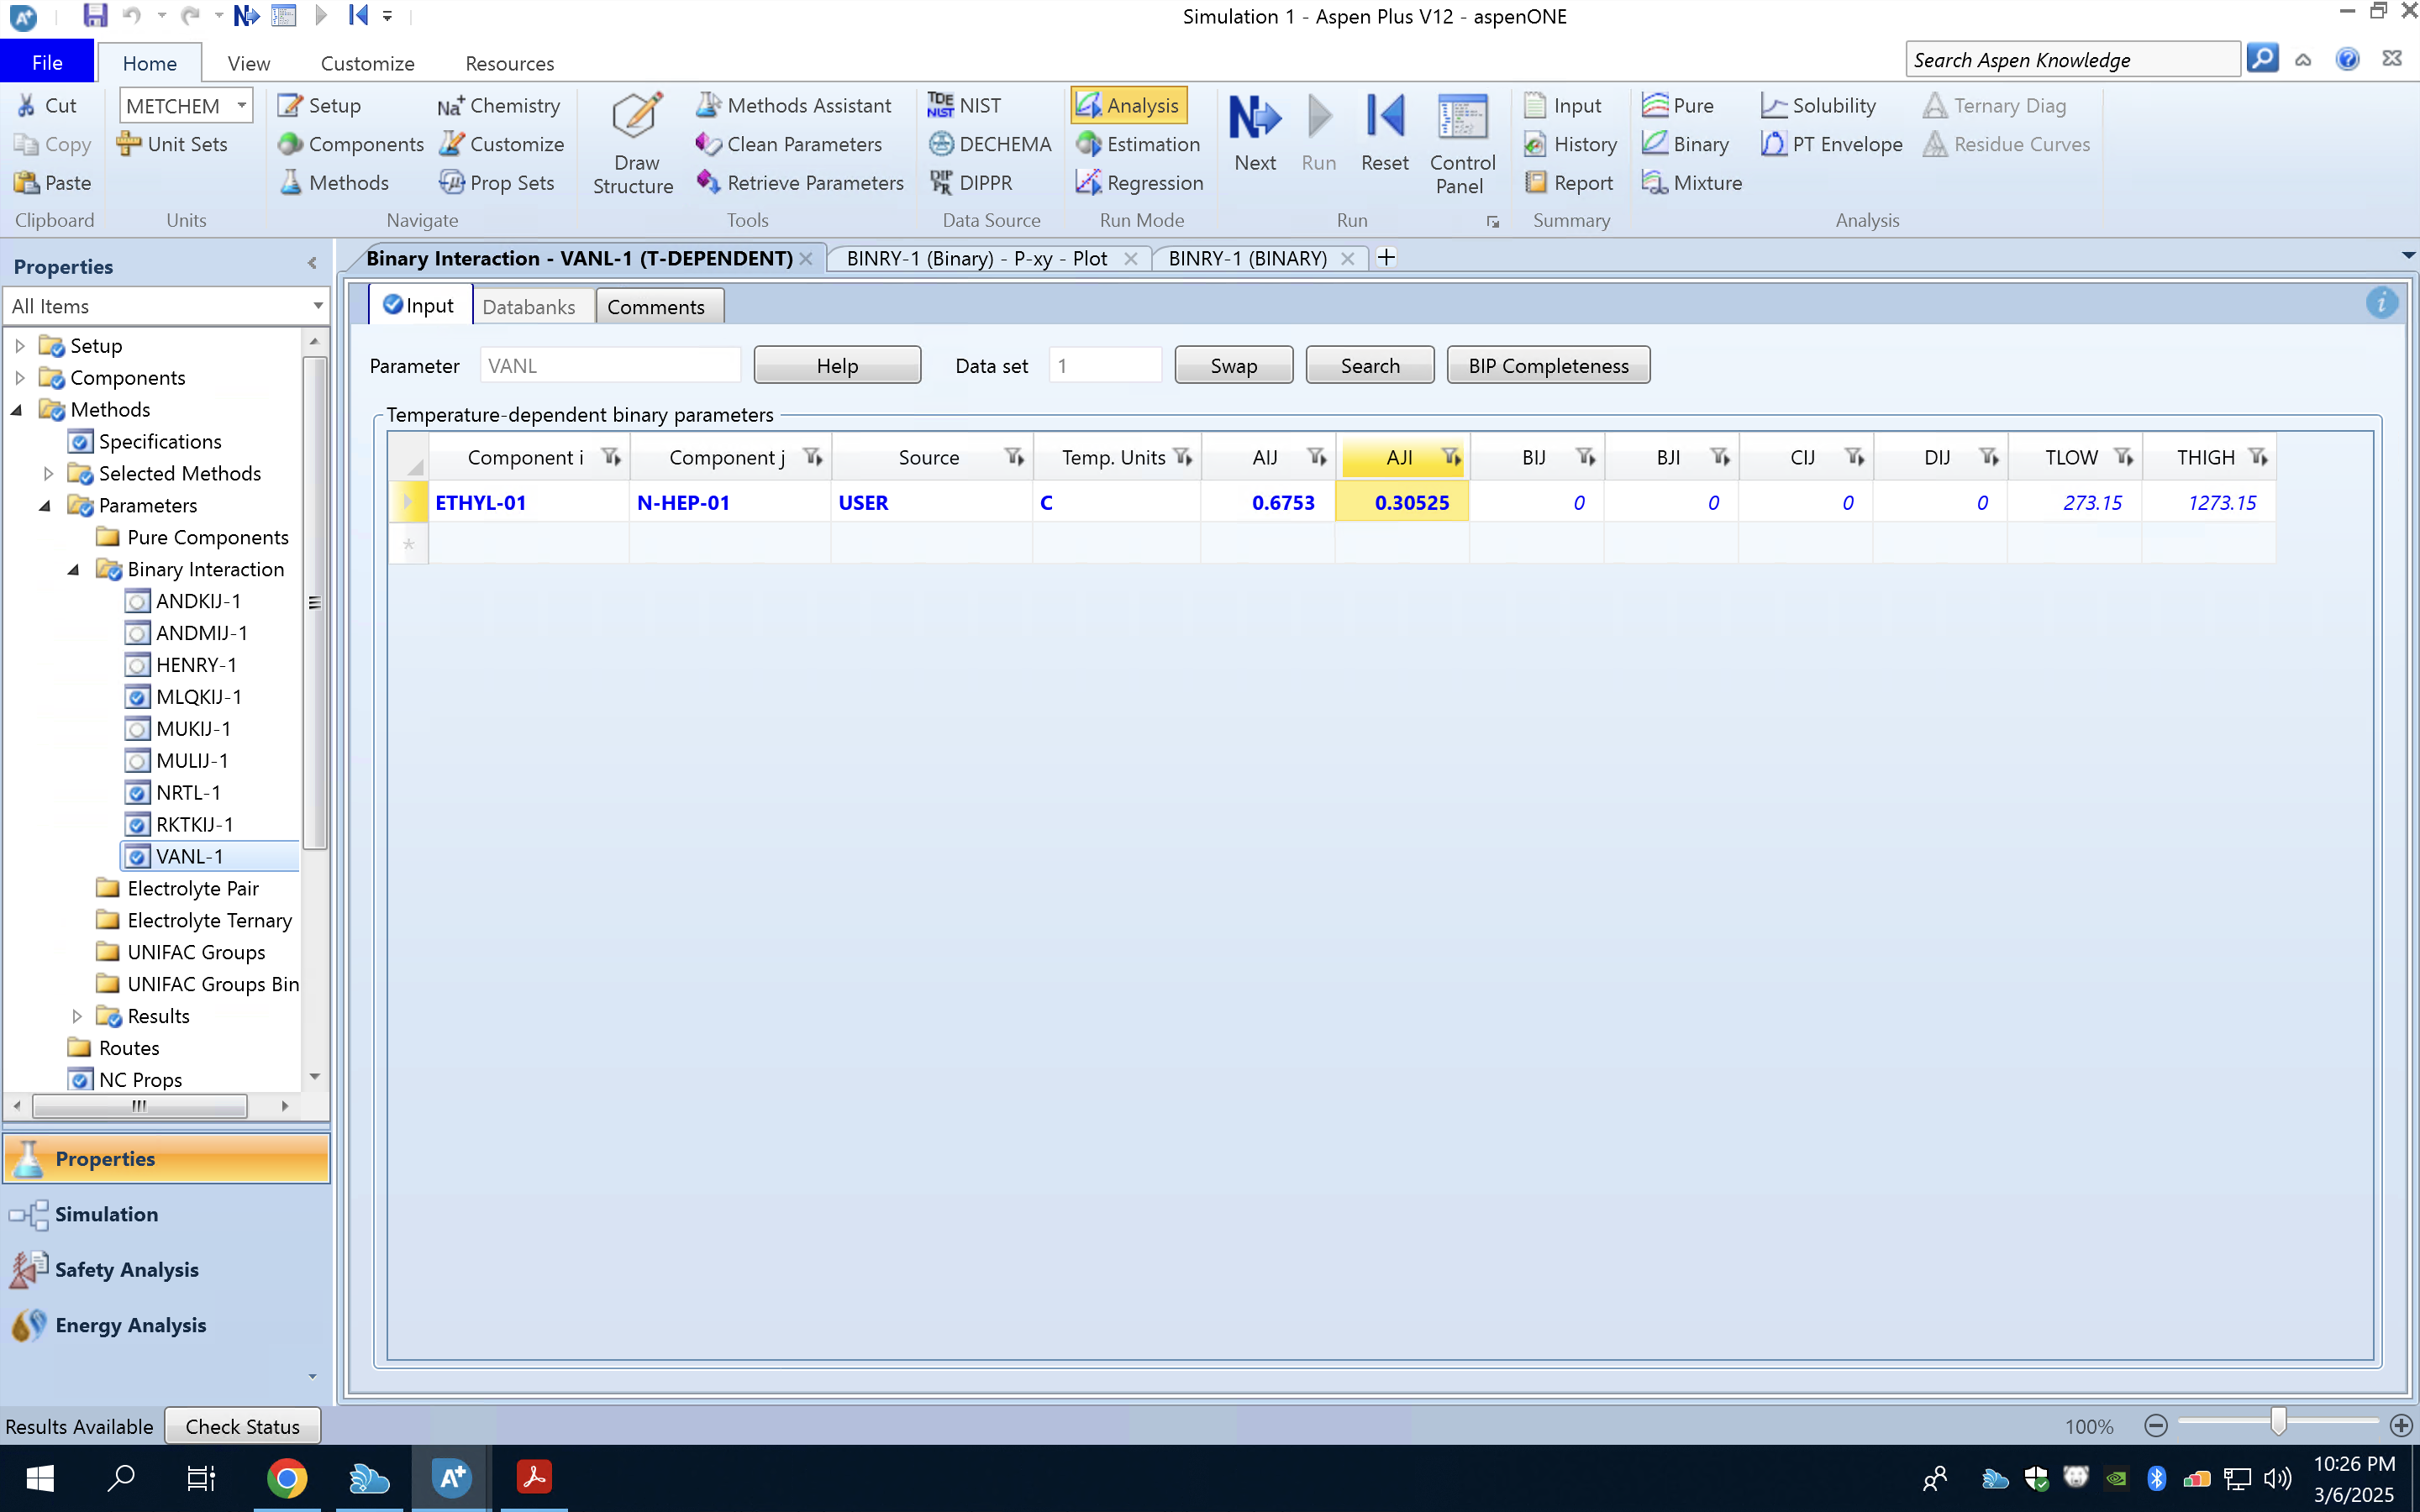 Simulation 1 - Aspen Plus V12 - aspenONE
File Home View Customize Resources Search Aspen Knowledge
Cut METCHEM Setup Na+ Chemistry Methods Assistant TDE NIST NIST Analysis Input Pure Solubility Ternary Diag
Copy Unit Sets Components Customize Clean Parameters DECHEMA Estimation History Binary PT Envelope Residue Curves
Paste Methods Prop Sets Draw Structure Retrieve Parameters DIP PR DIPPR Regression Next Run Reset Control Panel Report Mixture
Clipboard Units Navigate Tools Data Source Run Mode Run Summary Analysis
Properties
All Items
Setup
Components
Methods
Specifications
Selected Methods
Parameters
Pure Components
Binary Interaction
ANDKIJ-1
ANDMIJ-1
HENRY-1
MLQKIJ-1
MUKIJ-1
MULIJ-1
NRTL-1
RKTKIJ-1
VANL-1
Electrolyte Pair
Electrolyte Ternary
UNIFAC Groups
UNIFAC Groups Bin
Results
Routes
NC Props
Properties
Simulation
Safety Analysis
Energy Analysis
Binary Interaction - VANL-1 (T-DEPENDENT) BINRY-1 (Binary) - P-xy - Plot BINRY-1 (BINARY)
Input Databanks Comments
Parameter VANL Help Data set 1 Swap Search BIP Completeness
Temperature-dependent binary parameters
Component i Component j Source Temp. Units AIJ AJI BIJ BJI CIJ DIJ TLOW THIGH
ETHYL-01 N-HEP-01 USER C 0.6753 0.30525 0 0 0 0 273.15 1273.15
*
Results Available Check Status 100%
10:26 PM
3/6/2025